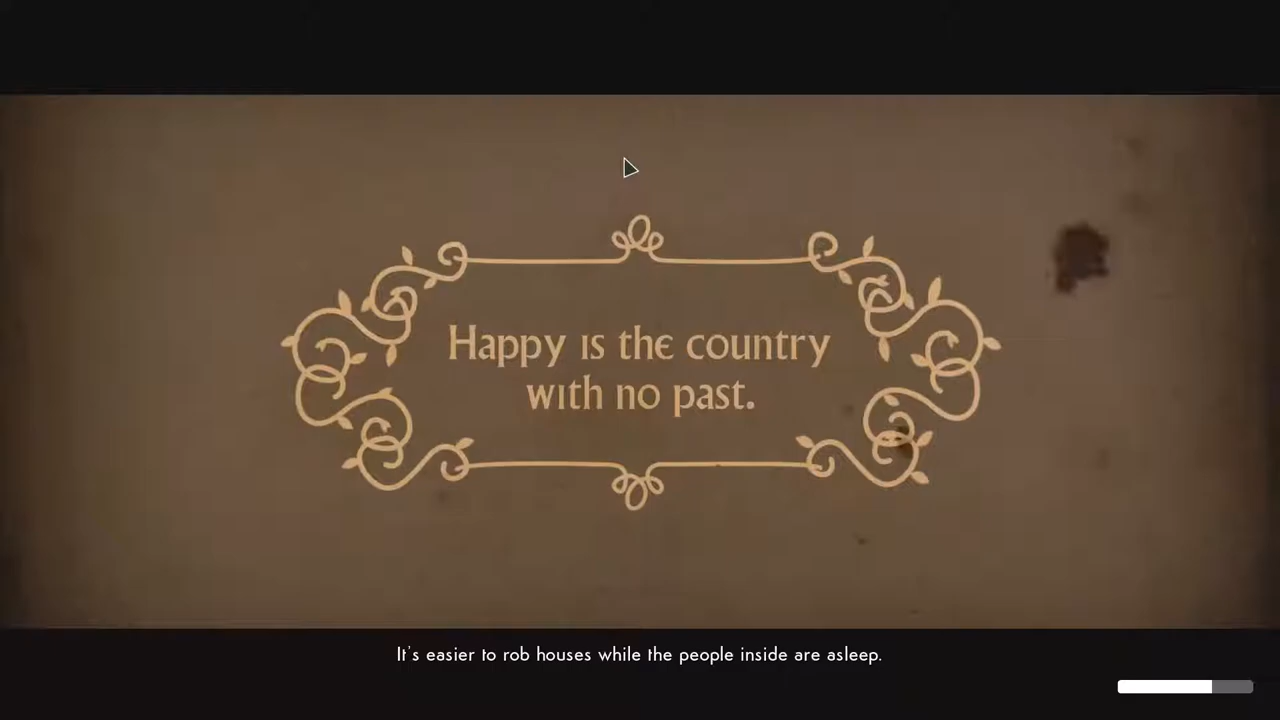 Happy is the country
with no past.
It's easier to rob houses while the people inside are asleep.